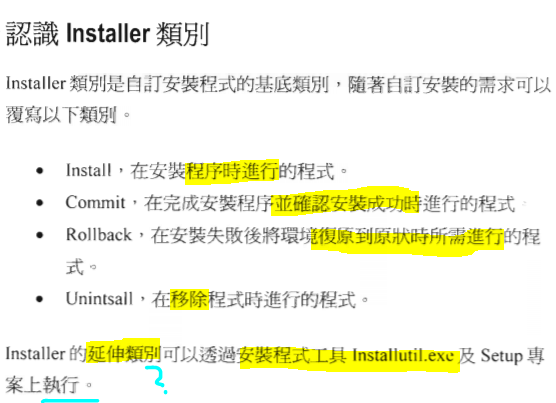 認識 Installer 類別
Installer 類別是自訂安裝程式的基底類別，隨著自訂安裝的需求可以
覆寫以下類別。
• Install，在安裝程序時進行的程式。
• Commit，在完成安裝程序並確認安裝成功時進行的程式
• Rollback，在安裝失敗後將環境復原到原狀時所需進行的程
式。
• Unintsall，在移除程式時進行的程式。
Installer 的延伸類別可以透過安裝程式工具 Installutil.exe 及 Setup 專
?
案上執行。